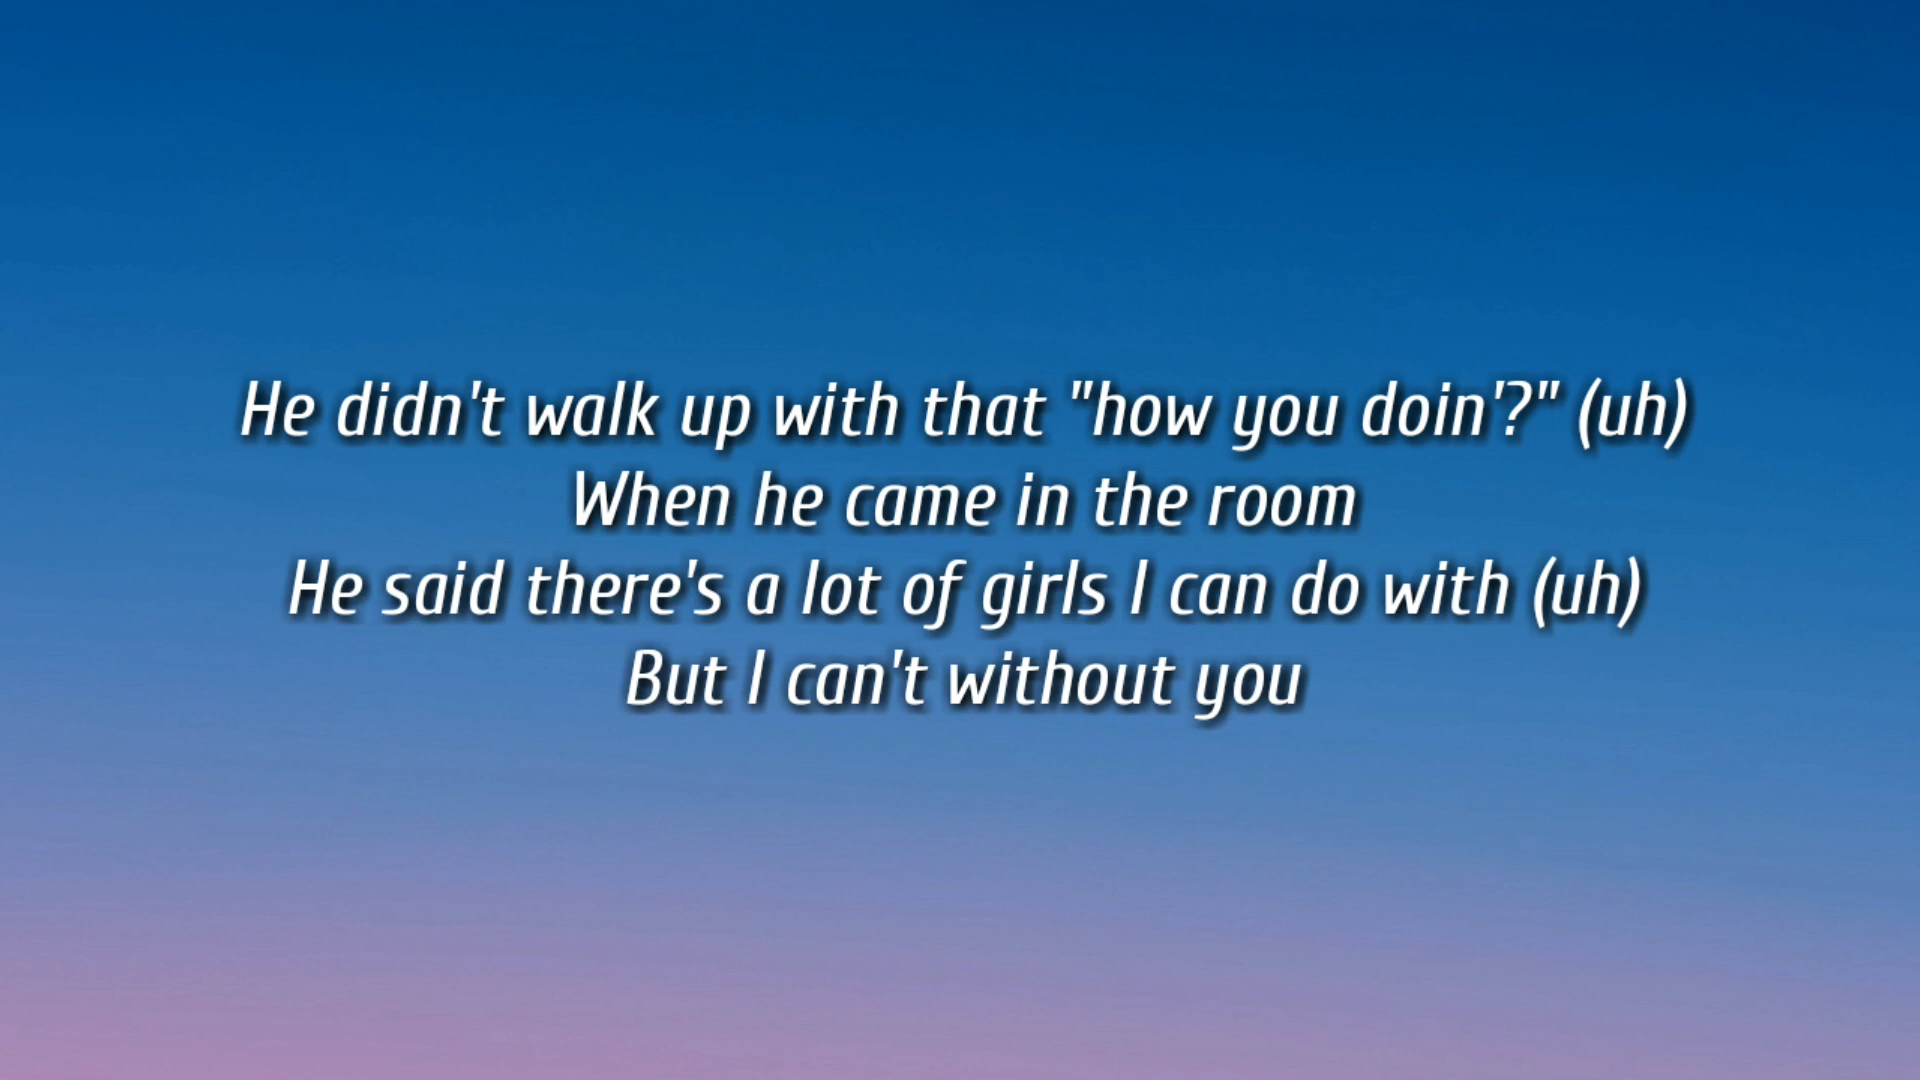 He didn't walk up with that "how you doin'?" (uh)
When he came in the room
He said there's a lot of girls I can do with (uh)
But I can't without you